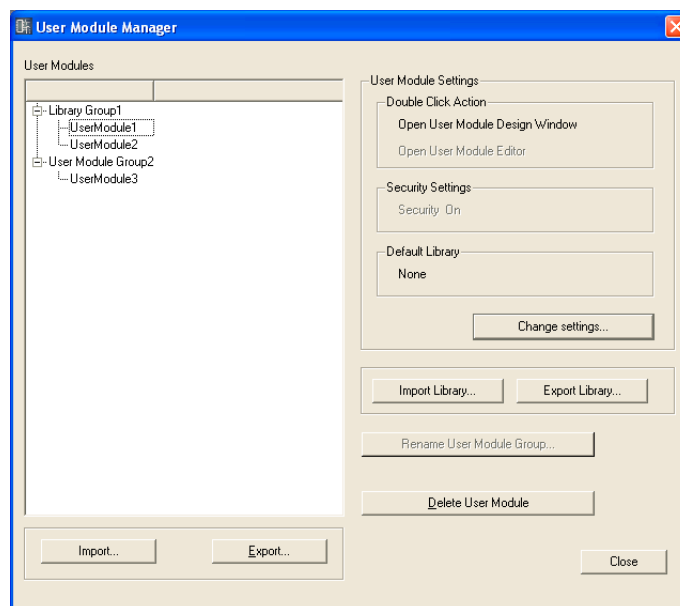 User Module Manager
User Modules
Library Group1
UserModule1
UserModule2
User Module Group2
UserModule3
Import...
Export...
User Module Settings
Double Click Action
Open User Module Design Window
Open User Module Editor
Security Settings
Security On
Default Library
None
Change settings...
Import Library...
Export Library...
Rename User Module Group...
Delete User Module
Close